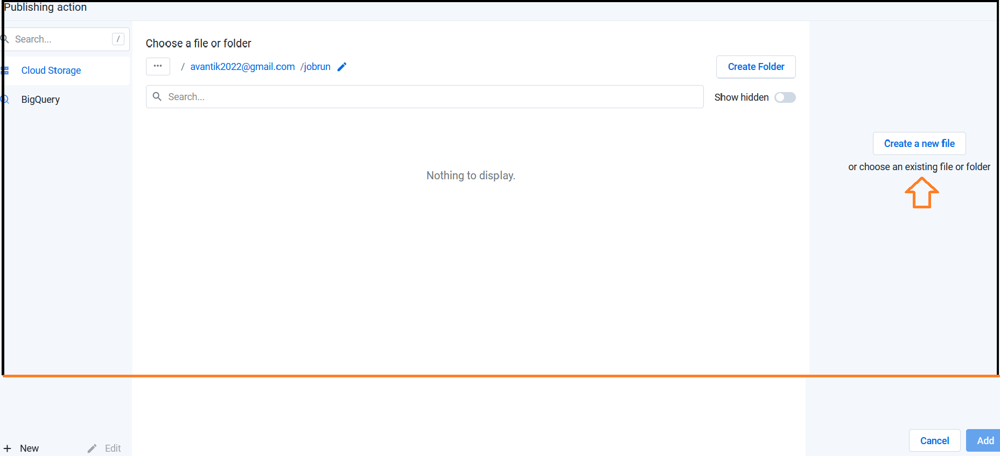 Publishing action
Search...
/
Cloud Storage
BigQuery
Choose a file or folder
... / avantik2022@gmail.com /jobrun
Create Folder
Search...
Show hidden
Nothing to display.
Create a new file
or choose an existing file or folder
+ New
Edit
Cancel
Add